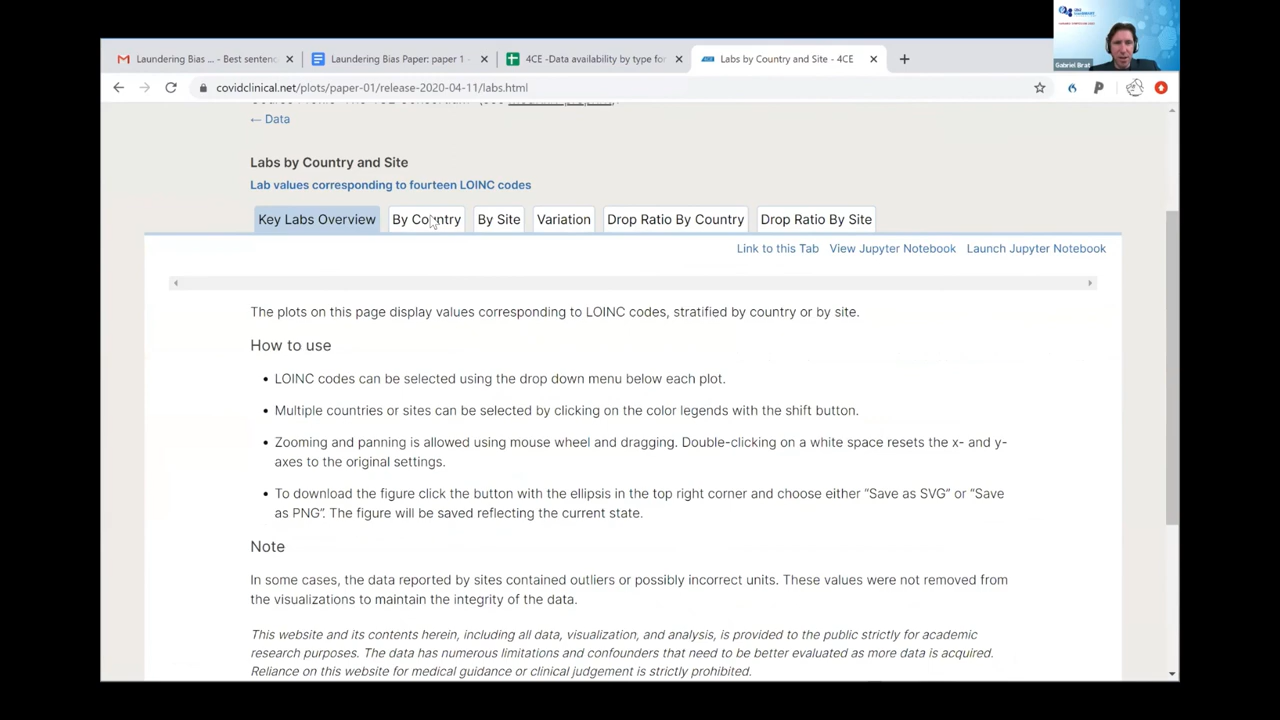 Laundering Bias ... - Best sentenc
Laundering Bias Paper: paper 1 -
4CE -Data availability by type for
Labs by Country and Site - 4CE
covidclinical.net/plots/paper-01/release-2020-04-11/labs.html
Gabriel Brat
← Data
Labs by Country and Site
Lab values corresponding to fourteen LOINC codes
Key Labs Overview By Country By Site Variation Drop Ratio By Country Drop Ratio By Site
Link to this Tab View Jupyter Notebook Launch Jupyter Notebook
The plots on this page display values corresponding to LOINC codes, stratified by country or by site.
How to use
• LOINC codes can be selected using the drop down menu below each plot.
• Multiple countries or sites can be selected by clicking on the color legends with the shift button.
• Zooming and panning is allowed using mouse wheel and dragging. Double-clicking on a white space resets the x- and y-
axes to the original settings.
• To download the figure click the button with the ellipsis in the top right corner and choose either “Save as SVG” or “Save
as PNG”. The figure will be saved reflecting the current state.
Note
In some cases, the data reported by sites contained outliers or possibly incorrect units. These values were not removed from
the visualizations to maintain the integrity of the data.
This website and its contents herein, including all data, visualization, and analysis, is provided to the public strictly for academic
research purposes. The data has numerous limitations and confounders that need to be better evaluated as more data is acquired.
Reliance on this website for medical guidance or clinical judgement is strictly prohibited.